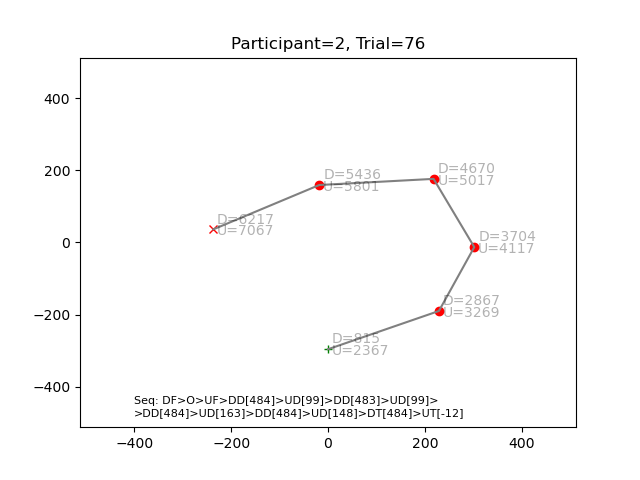 Participant=2, Trial=76
400
200
0
−200
−400
D=5436
U=5801
D=4670
U=5017
D=6217
U=7067
D=3704
U=4117
D=2867
U=3269
D=815
U=2367
Seq: DF>O>UF>DD[484]>UD[99]>DD[483]>UD[99]>
>DD[484]>UD[163]>DD[484]>UD[148]>DT[484]>UT[-12]
−400 −200 0 200 400